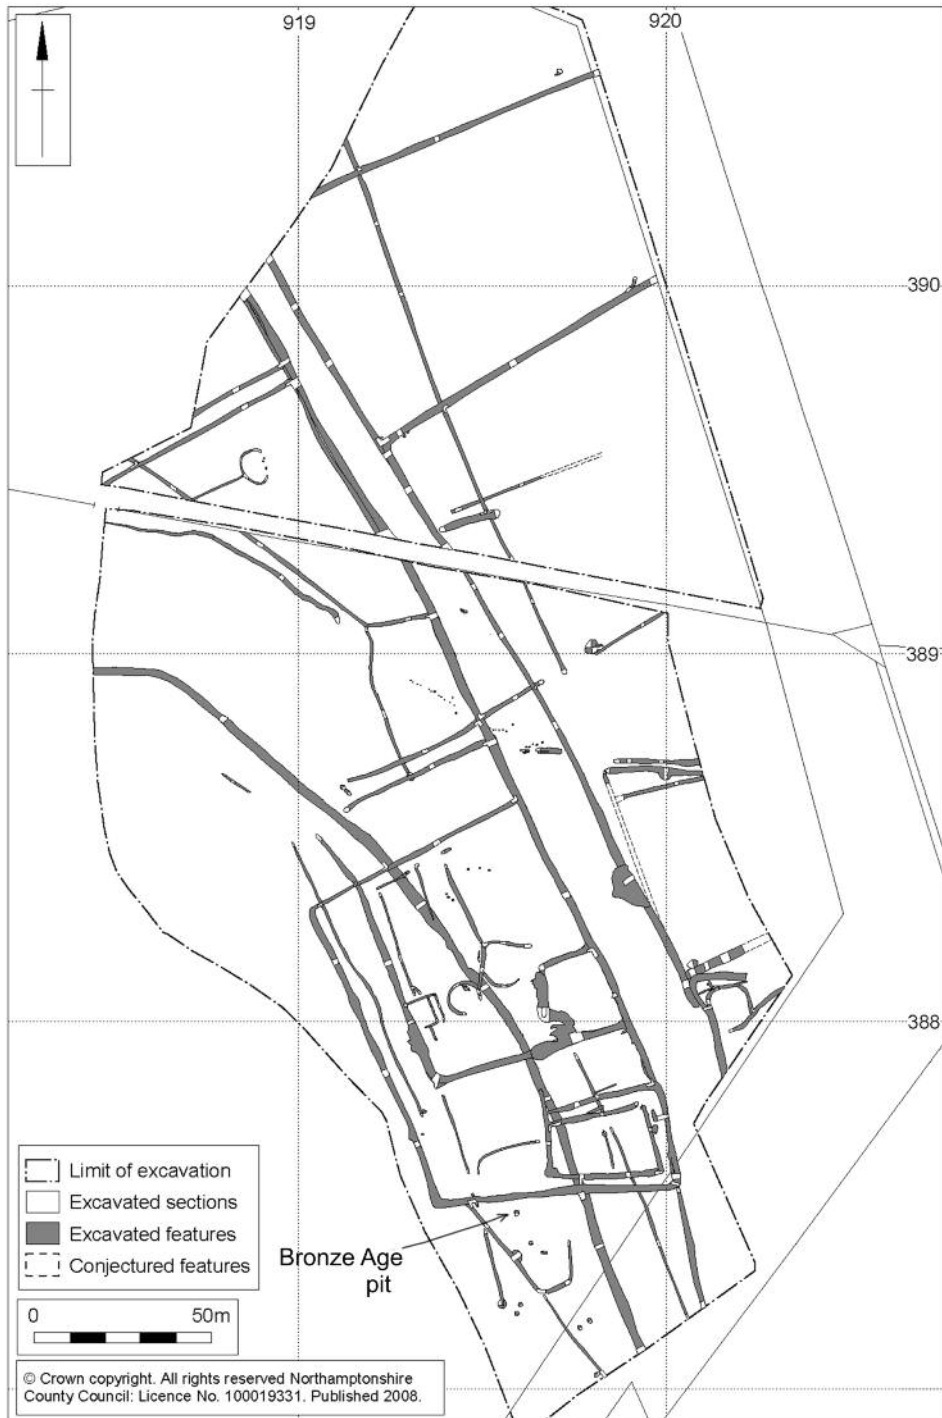 919
920
390
389
388
Limit of excavation
Excavated sections
Excavated features
Conjectured features
Bronze Age
pit
0 50m
© Crown copyright. All rights reserved Northamptonshire
County Council: Licence No. 100019331. Published 2008.